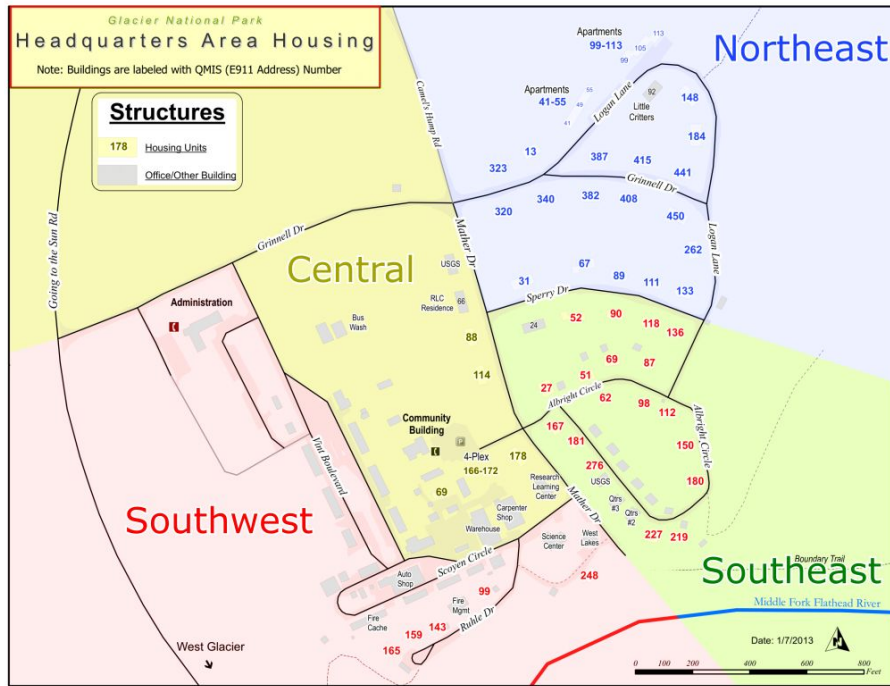 Glacier National Park
Headquarters Area Housing
Note: Buildings are labeled with QMIS (E911 Address) Number
Structures
178 Housing Units
Office/Other Building
Northeast
Apartments
99-113
113
105
99
Apartments
41-55
55
49
41
Logan Lane
92
Little
Critters
148
184
13
323
387
415
441
Grinnell Dr
320
340
382
408
450
262
Logan Lane
67
31
89
111
133
Sperry Dr
Camel's Hump Rd
Going to the Sun Rd
Grinnell Dr
Mather Dr
Central
USGS
RLC
Residence
66
Bus
Wash
88
114
Administration
Vint Boulevard
Community
Building
P
4-Plex
166-172
178
69
Research
Learning
Center
Carpenter
Shop
Warehouse
24
52
90
118
136
69
87
51
27
Albright Circle
62
98
112
Albright Circle
150
180
167
181
276
USGS
Qtrs
#3
Qtrs
#2
227
219
Mather Dr
Southwest
Scoyen Circle
Auto
Shop
Science
Center
West
Lakes
248
99
Fire
Mgmt
Fire
Cache
143
159
165
Ruhle Dr
West Glacier
Southeast
Boundary Trail
Middle Fork Flathead River
Date: 1/7/2013
0 200 400 600 800
Feet